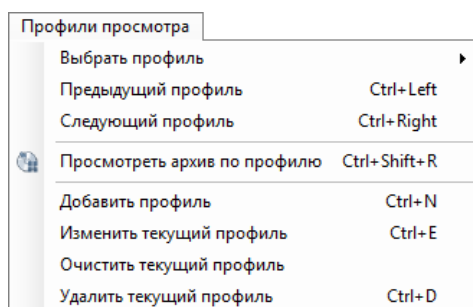 Профили просмотра
Выбрать профиль
Предыдущий профиль Ctrl+Left
Следующий профиль Ctrl+Right
Просмотреть архив по профилю Ctrl+Shift+R
Добавить профиль Ctrl+N
Изменить текущий профиль Ctrl+E
Очистить текущий профиль
Удалить текущий профиль Ctrl+D